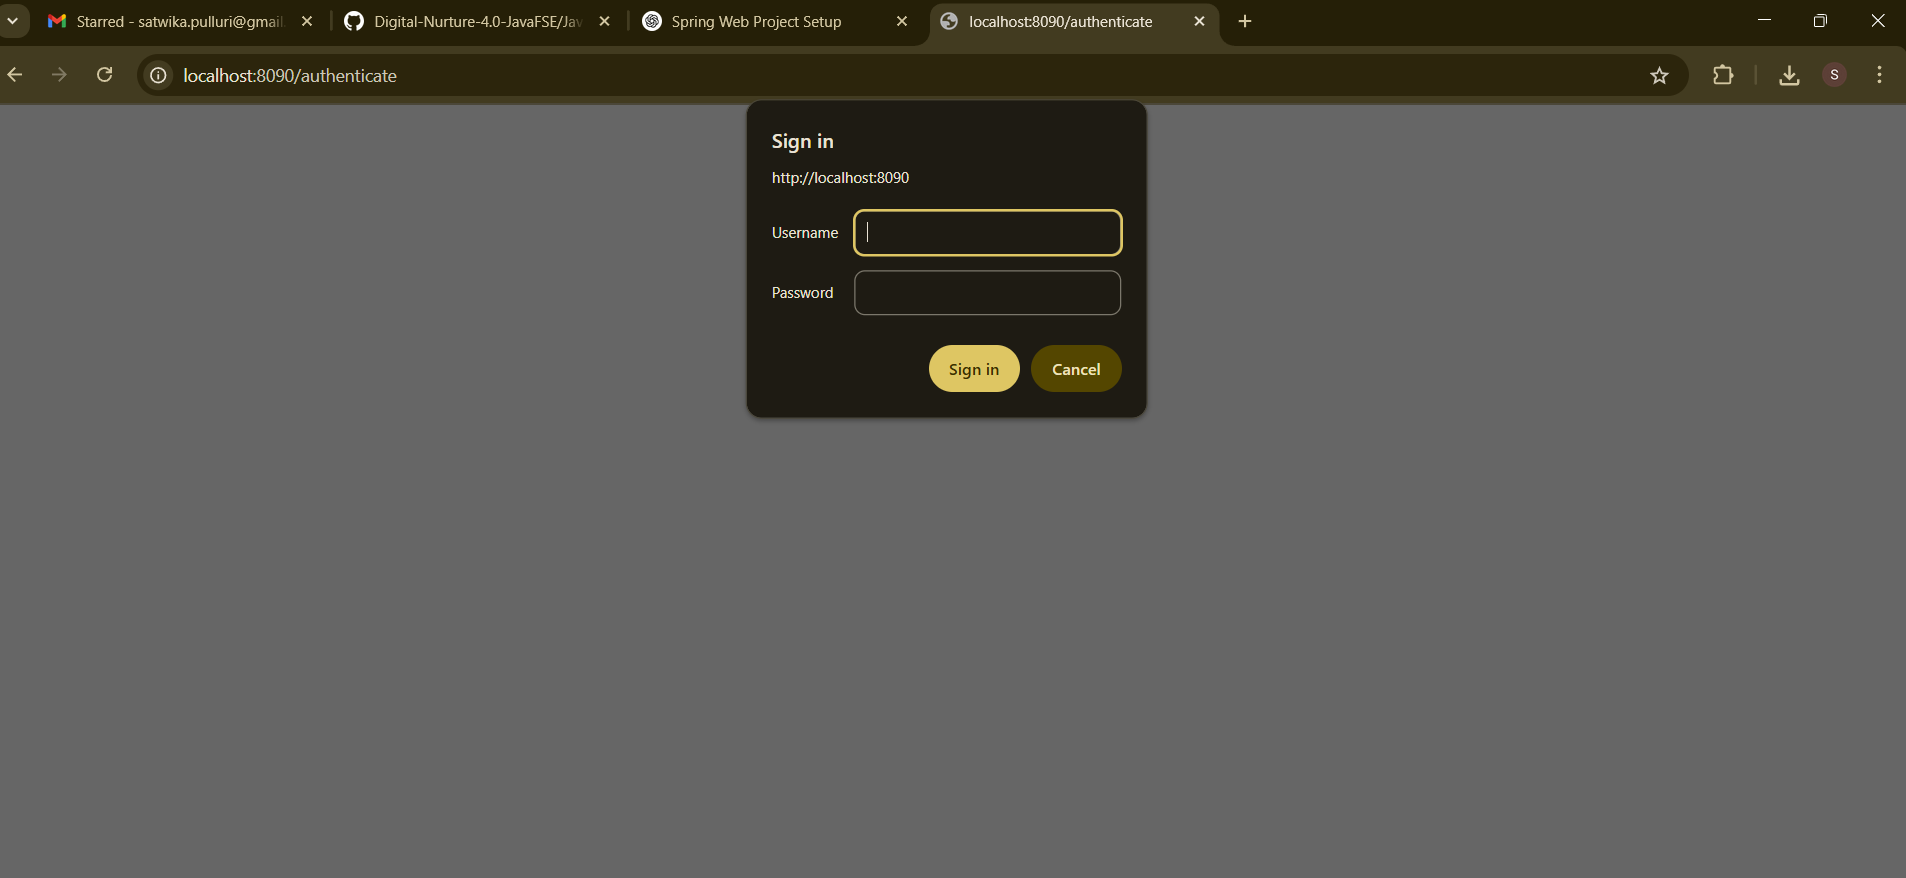 Starred - satwika.pulluri@gmail.
Digital-Nurture-4.0-JavaFSE/Jav
Spring Web Project Setup
localhost:8090/authenticate
localhost:8090/authenticate
S
Sign in
http://localhost:8090
Username
Password
Sign in
Cancel